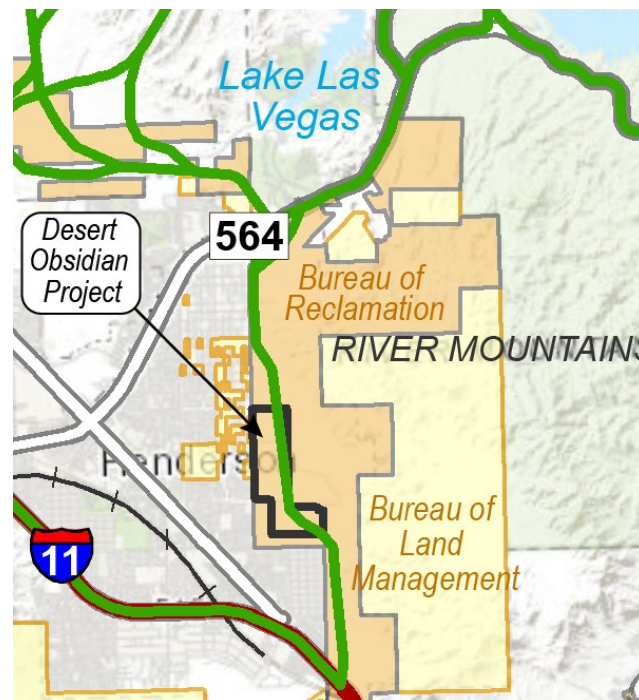 Lake Las
Vegas
Desert
Obsidian
Project
564
Bureau of
Reclamation
RIVER MOUNTAINS
Henderson
Bureau of
Land
Management
11